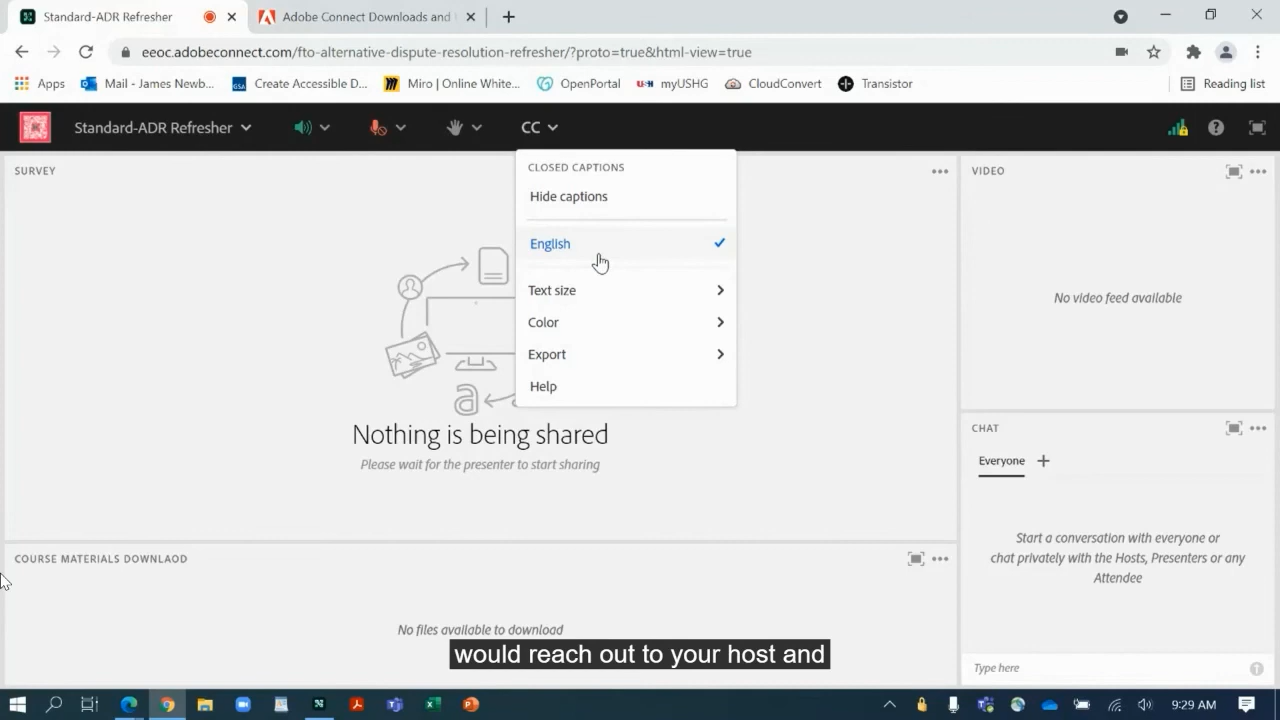 Standard-ADR Refresher
Adobe Connect Downloads and
eeoc.adobeconnect.com/fto-alternative-dispute-resolution-refresher/?proto=true&html-view=true
Apps
Mail - James Newb...
GSA
Create Accessible D...
Miro | Online White...
OpenPortal
USH
myUSHG
CloudConvert
Transistor
Reading list
Standard-ADR Refresher
CC
SURVEY
CLOSED CAPTIONS
Hide captions
English
Text size
Color
Export
Help
a
Nothing is being shared
Please wait for the presenter to start sharing
VIDEO
No video feed available
CHAT
Everyone
Start a conversation with everyone or
chat privately with the Hosts, Presenters or any
Attendee
Type here
COURSE MATERIALS DOWNLAOD
No files available to download
would reach out to your host and
9:29 AM